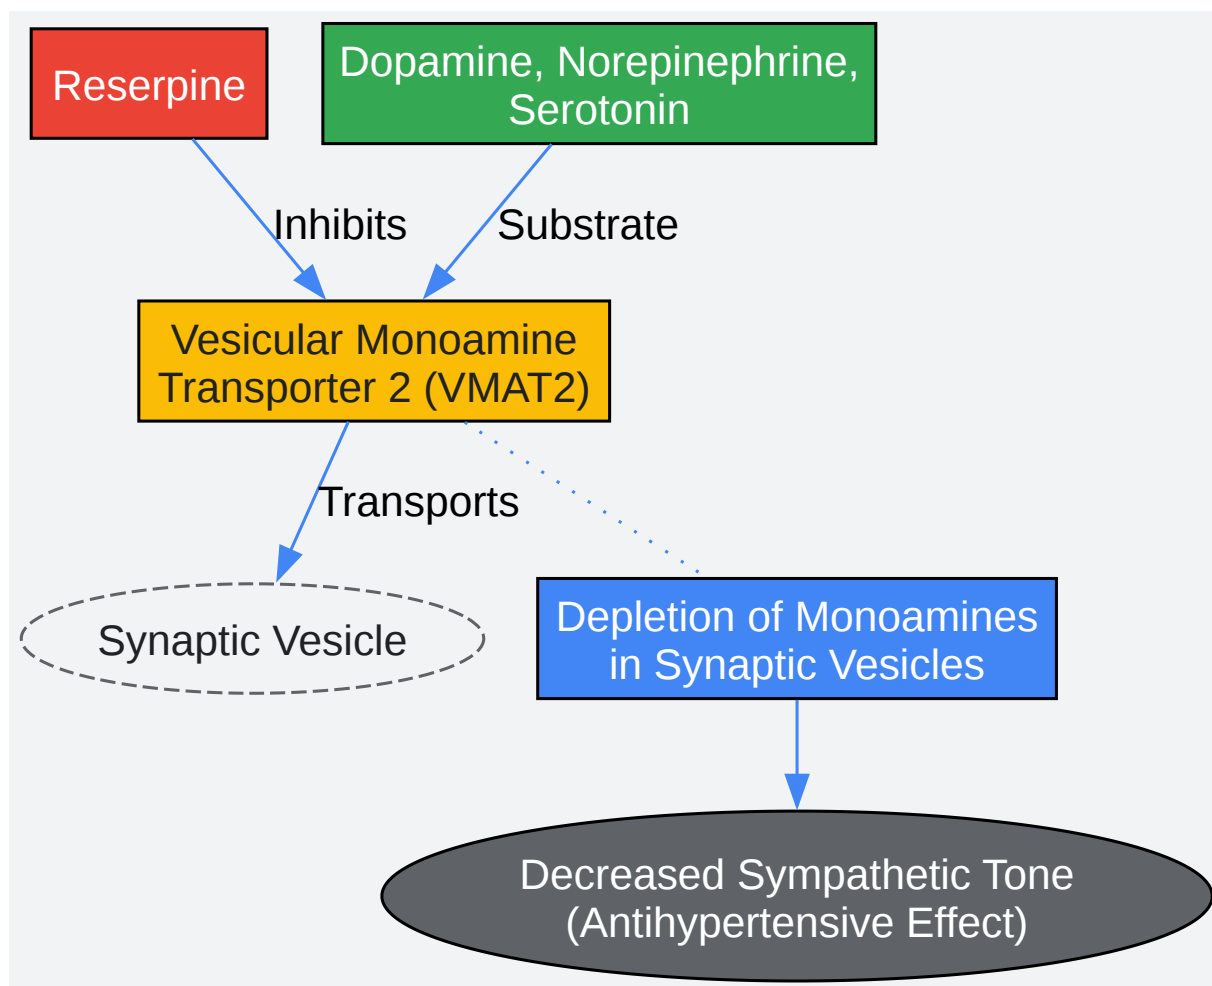 Reserpine
Dopamine, Norepinephrine,
Serotonin
Inhibits
Substrate
Vesicular Monoamine
Transporter 2 (VMAT2)
Transports
Synaptic Vesicle
Depletion of Monoamines
in Synaptic Vesicles
Decreased Sympathetic Tone
(Antihypertensive Effect)